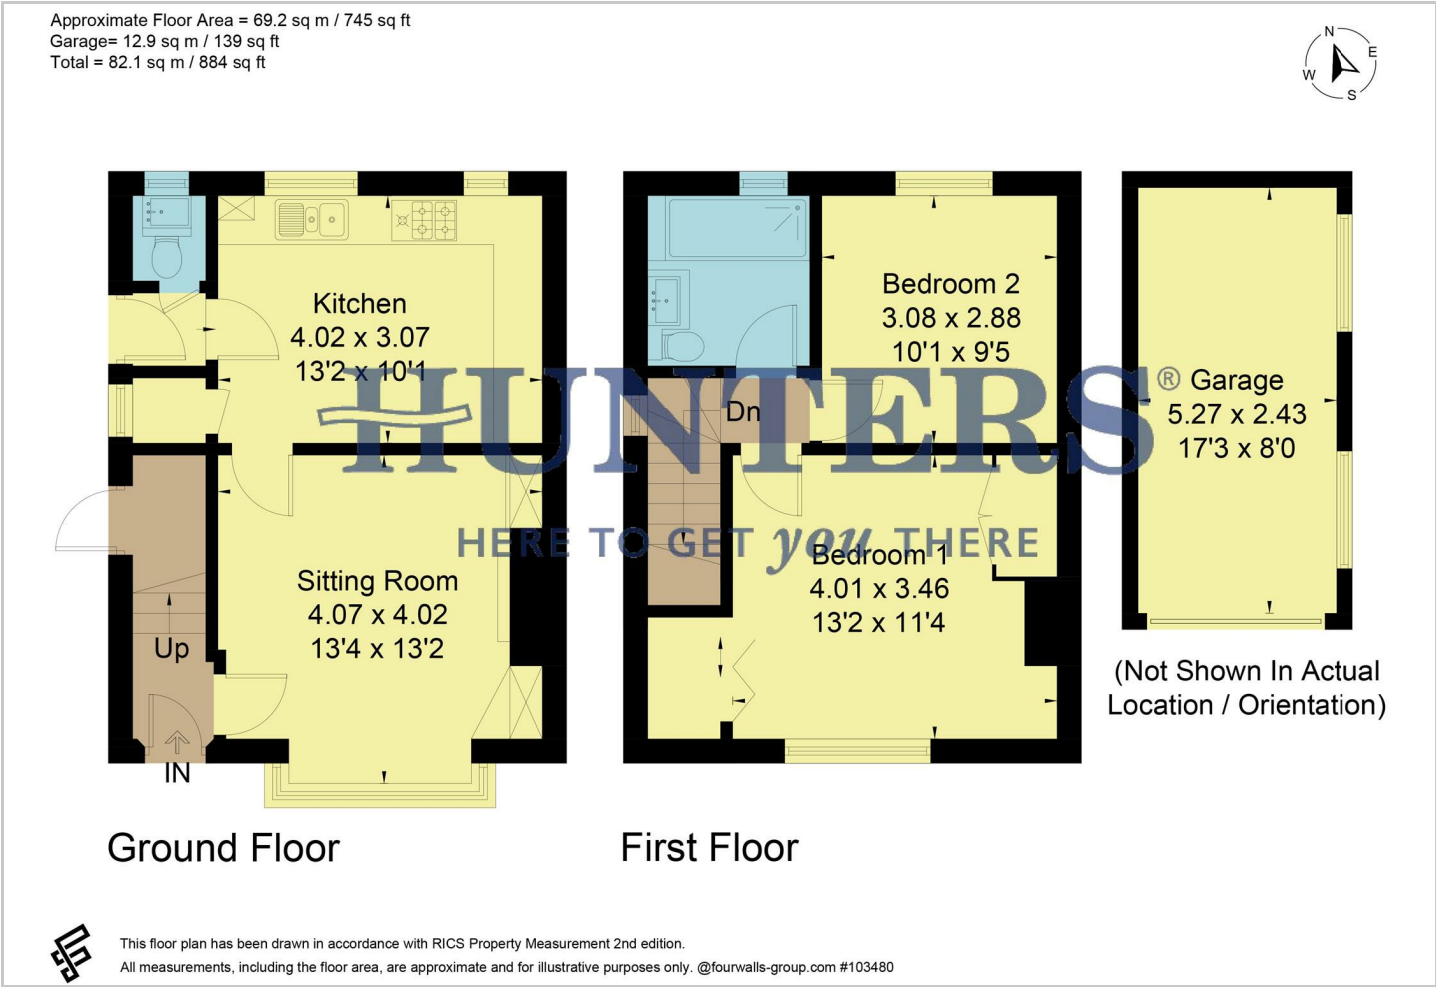 Approximate Floor Area = 69.2 sq m / 745 sq ft
Garage= 12.9 sq m / 139 sq ft
Total = 82.1 sq m / 884 sq ft
N
E
W
S
Kitchen
4.02 x 3.07
13'2 x 10'1
Bedroom 2
3.08 x 2.88
10'1 x 9'5
HUNTERS®
HERE TO GET you THERE
Dn
Garage
5.27 x 2.43
17'3 x 8'0
Sitting Room
4.07 x 4.02
13'4 x 13'2
Bedroom 1
4.01 x 3.46
13'2 x 11'4
Up
IN
(Not Shown In Actual
Location / Orientation)
Ground Floor
First Floor
This floor plan has been drawn in accordance with RICS Property Measurement 2nd edition.
All measurements, including the floor area, are approximate and for illustrative purposes only. @fourwalls-group.com #103480